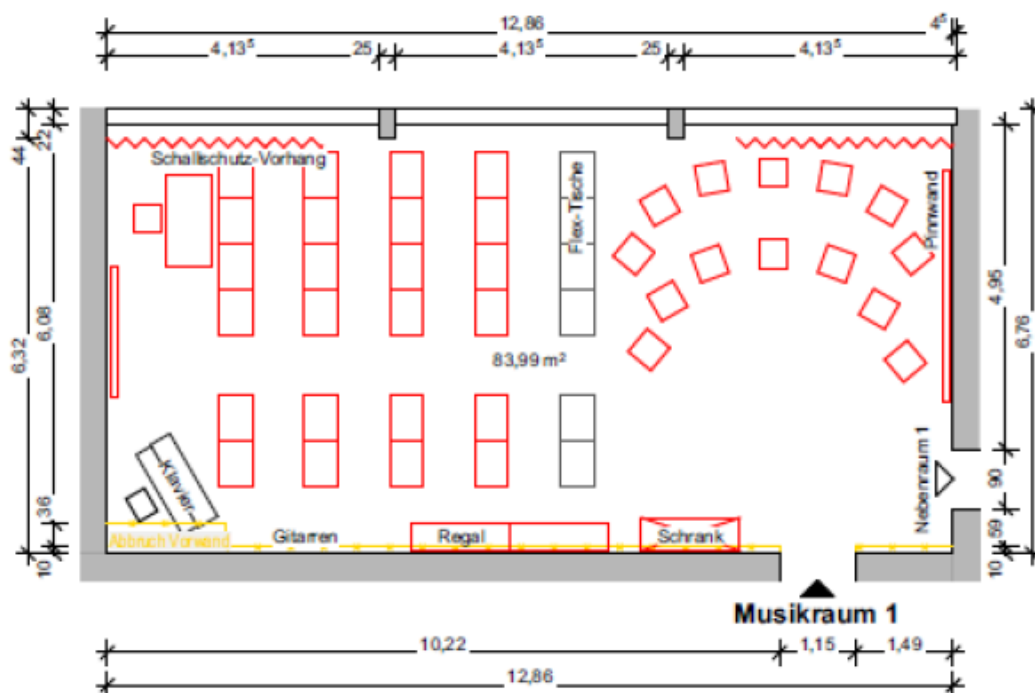 12,86
4⁵
4,13⁵
25
4,13⁵
25
4,13⁵
44
22
Schallschutz-Vorhang
Flex-Tische
Pinnwand
6,32
6,08
4,95
6,76
83,99 m²
Klavier
Nebenraum 1
90
36
59
10
Abbruch Vorwand
Gitarren
Regal
Schrank
10
Musikraum 1
10,22
1,15
1,49
12,86